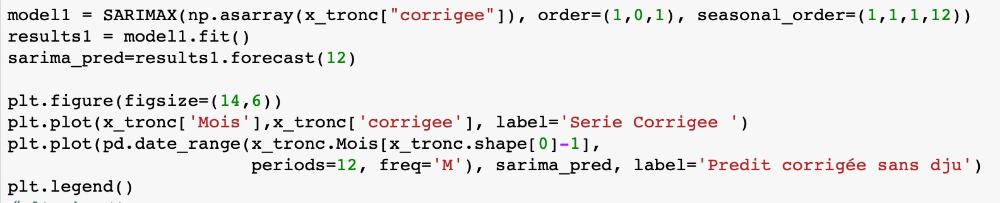 model1 = SARIMAX(np.asarray(x_tronc["corrigee"]), order=(1,0,1), seasonal_order=(1,1,1,12))
results1 = model1.fit()
sarima_pred=results1.forecast(12)
plt.figure(figsize=(14,6))
plt.plot(x_tronc['Mois'],x_tronc['corrigee'], label='Serie Corrigee ')
plt.plot(pd.date_range(x_tronc.Mois[x_tronc.shape[0]-1],
periods=12, freq='M'), sarima_pred, label='Predit corrigée sans dju')
plt.legend()